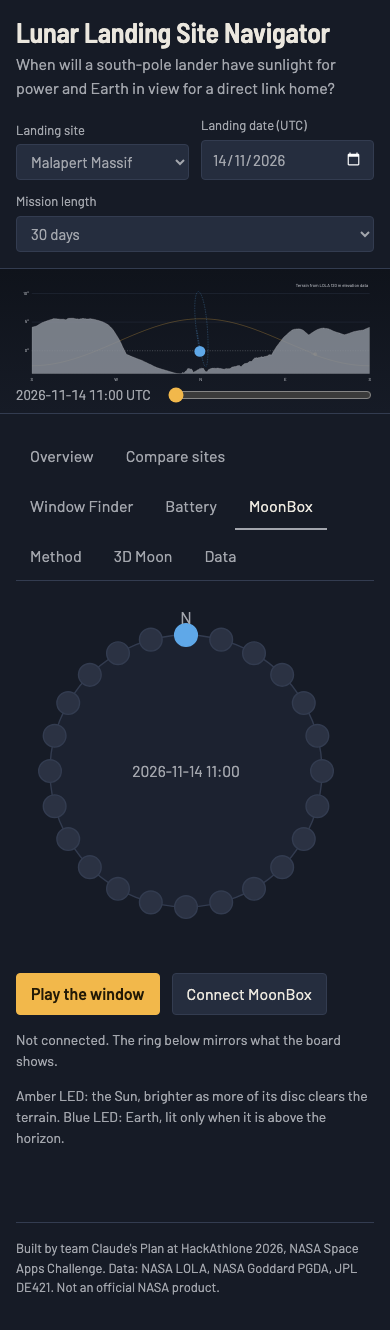 Lunar Landing Site Navigator
When will a south-pole lander have sunlight for
power and Earth in view for a direct link home?
Landing site
Landing date (UTC)
Malapert Massif
14/11/2026
Mission length
30 days
Terrain from LOLA 120 m elevation data
N
2026-11-14 11:00 UTC
Overview
Compare sites
Window Finder
Battery
MoonBox
Method
3D Moon
Data
N
2026-11-14 11:00
Play the window
Connect MoonBox
Not connected. The ring below mirrors what the board
shows.
Amber LED: the Sun, brighter as more of its disc clears the
terrain. Blue LED: Earth, lit only when it is above the
horizon.
Built by team Claude's Plan at HackAthlone 2026, NASA Space
Apps Challenge. Data: NASA LOLA, NASA Goddard PGDA, JPL
DE421. Not an official NASA product.